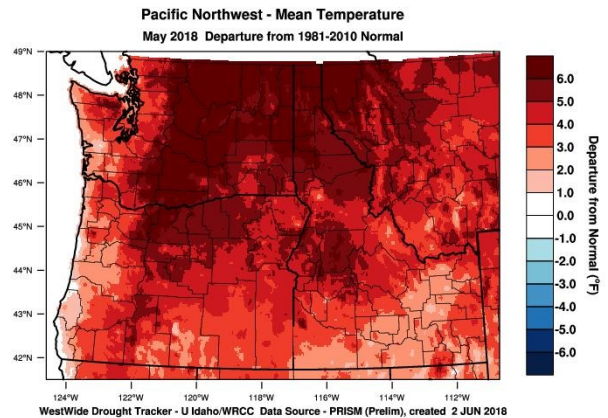 Pacific Northwest - Mean Temperature
May 2018 Departure from 1981-2010 Normal
49°N
48°N
47°N
46°N
45°N
44°N
43°N
42°N
124°W 122°W 120°W 118°W 116°W 114°W 112°W
6.0
5.0
4.0
3.0
2.0
1.0
0.0
-1.0
-2.0
-3.0
-4.0
-5.0
-6.0
Departure from Normal (°F)
WestWide Drought Tracker - U Idaho/WRCC Data Source - PRISM (Prelim), created 2 JUN 2018